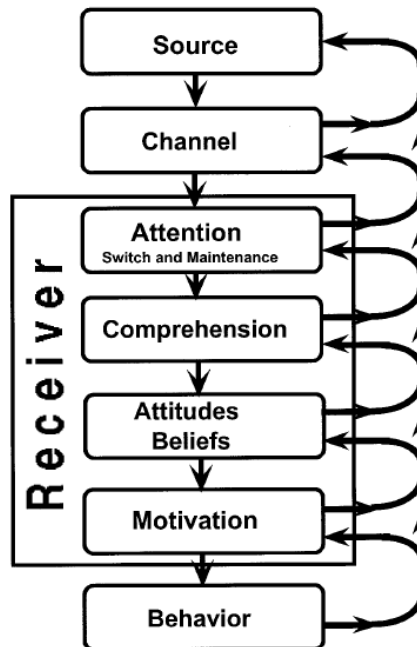 Source
Channel
Receiver
Attention
Switch and Maintenance
Comprehension
Attitudes
Beliefs
Motivation
Behavior